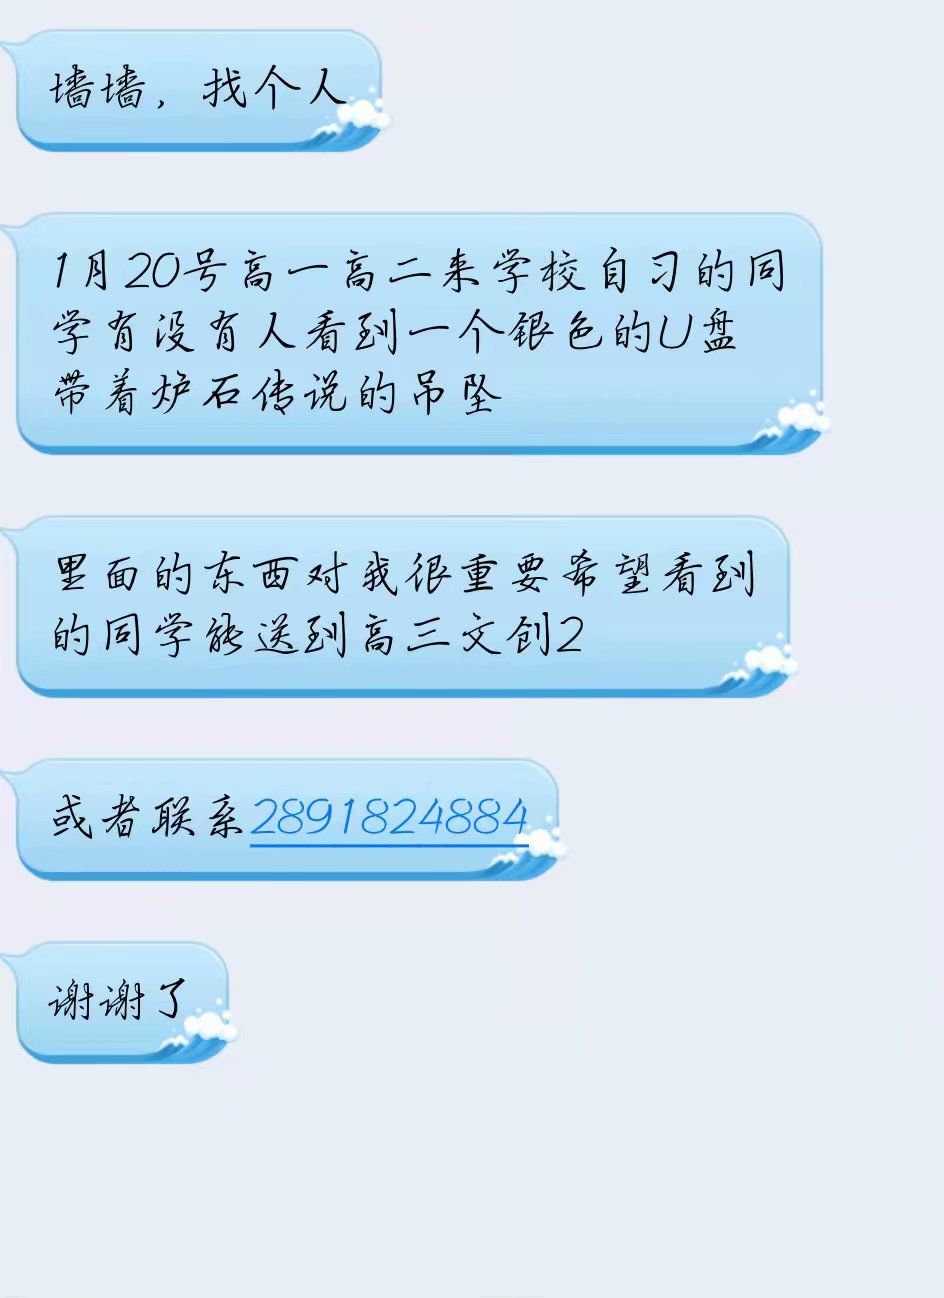 墙墙，找个人
1月20号高一高二来学校自习的同
学有没有人看到一个银色的U盘
带着炉石传说的吊坠
里面的东西对我很重要希望看到
的同学能送到高三文创2
或者联系2891824884
谢谢了